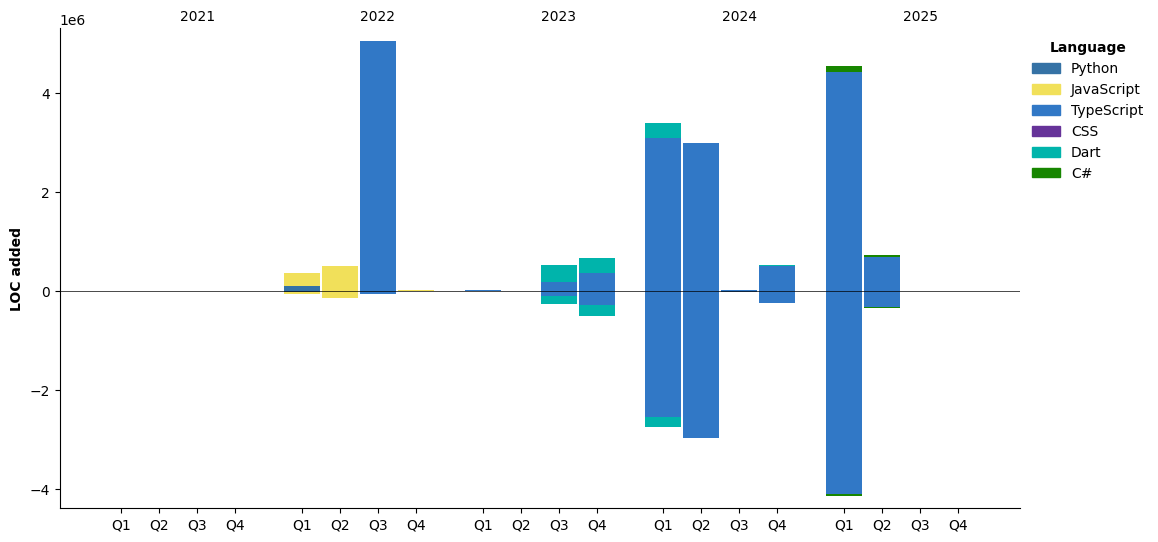 2021 2022 2023 2024 2025
1e6
Language
Python
JavaScript
TypeScript
CSS
Dart
C#
LOC added
4
2
0
−2
−4
Q1 Q2 Q3 Q4 Q1 Q2 Q3 Q4 Q1 Q2 Q3 Q4 Q1 Q2 Q3 Q4 Q1 Q2 Q3 Q4